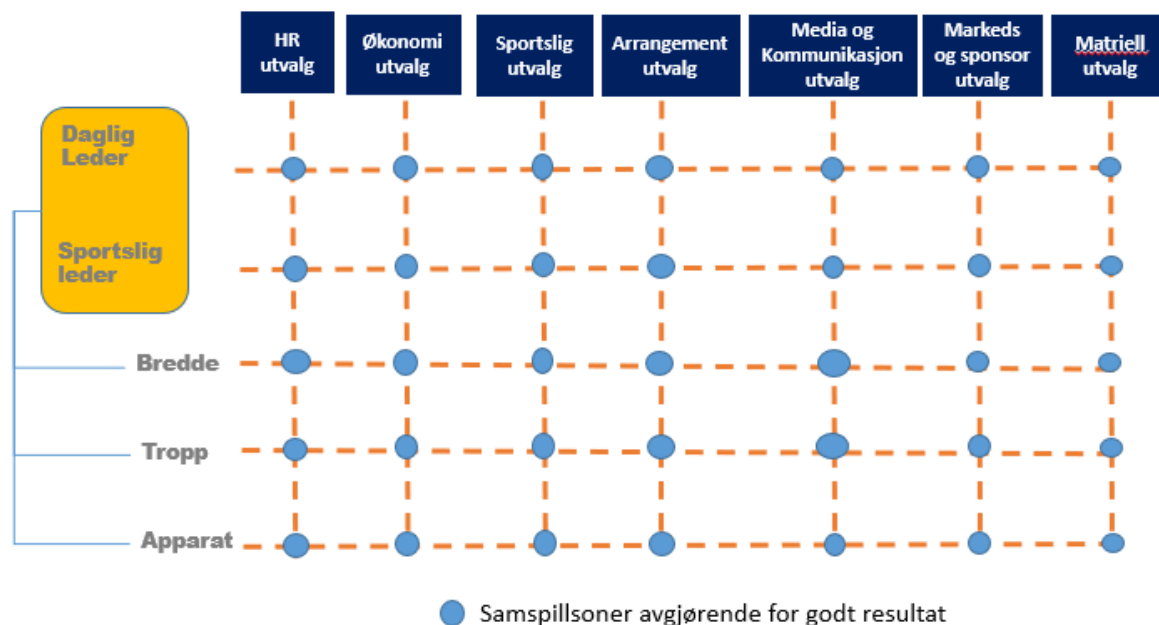 HR
utvalg
Økonomi
utvalg
Sportslig
utvalg
Arrangement
utvalg
Media og
Kommunikasjon
utvalg
Markeds
og sponsor
utvalg
Matriell
utvalg
Daglig
Leder
Sportslig
leder
Bredde
Tropp
Apparat
Samspillsoner avgjørende for godt resultat